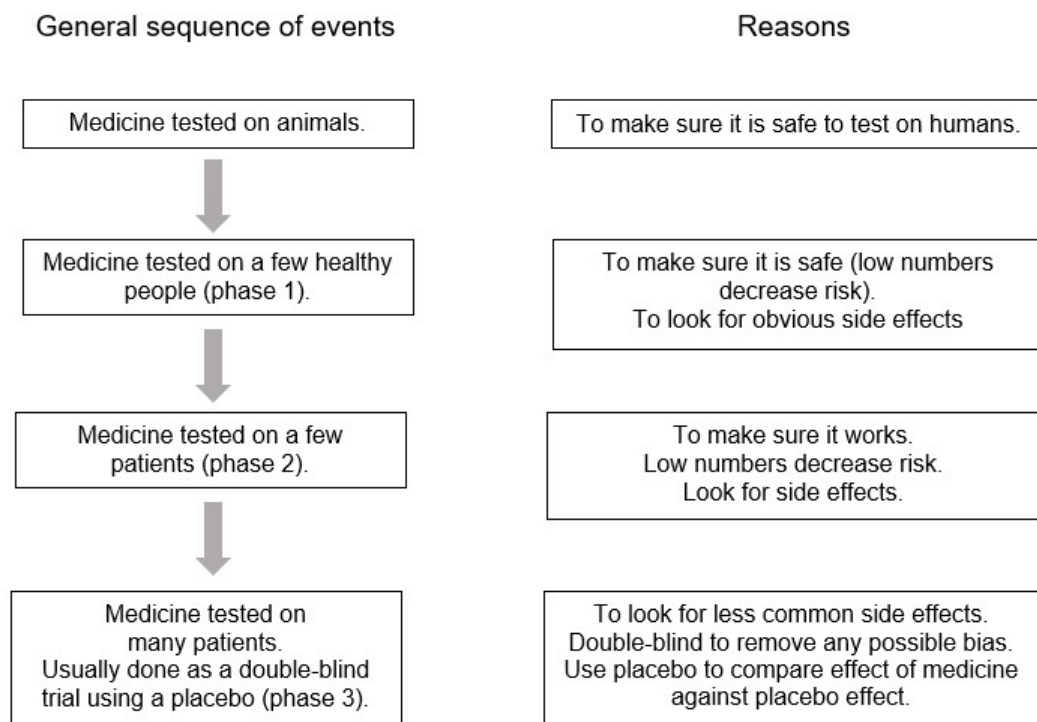 General sequence of events
Reasons
Medicine tested on animals.
To make sure it is safe to test on humans.
Medicine tested on a few healthy
people (phase 1).
To make sure it is safe (low numbers
decrease risk).
To look for obvious side effects
Medicine tested on a few
patients (phase 2).
To make sure it works.
Low numbers decrease risk.
Look for side effects.
Medicine tested on
many patients.
Usually done as a double-blind
trial using a placebo (phase 3).
To look for less common side effects.
Double-blind to remove any possible bias.
Use placebo to compare effect of medicine
against placebo effect.